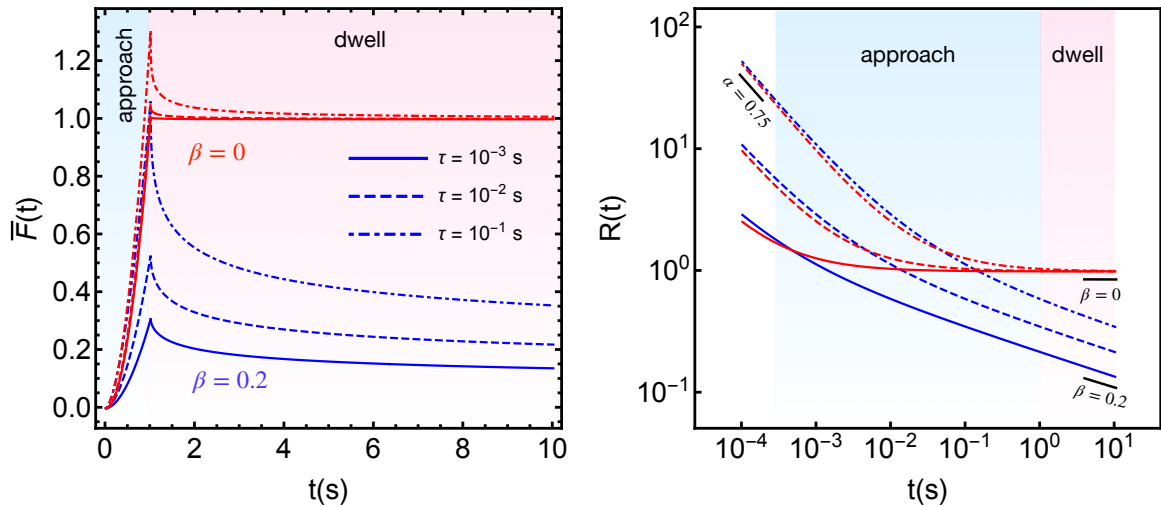 approach
dwell
β = 0
τ = 10⁻³ s
τ = 10⁻² s
τ = 10⁻¹ s
β = 0.2
F̅(t)
1.2
1.0
0.8
0.6
0.4
0.2
0.0
0 2 4 6 8 10
t(s)
approach
dwell
α = 0.75
β = 0
β = 0.2
R(t)
10²
10¹
10⁰
10⁻¹
10⁻⁴ 10⁻³ 10⁻² 10⁻¹ 10⁰ 10¹
t(s)